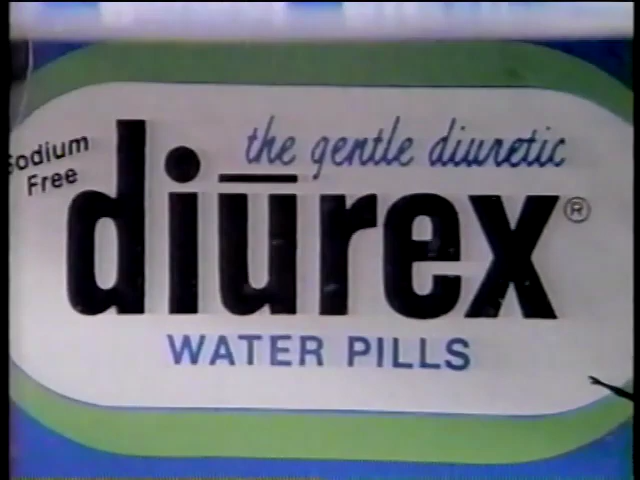 Sodium
Free
the gentle diuretic
diūrex®
WATER PILLS